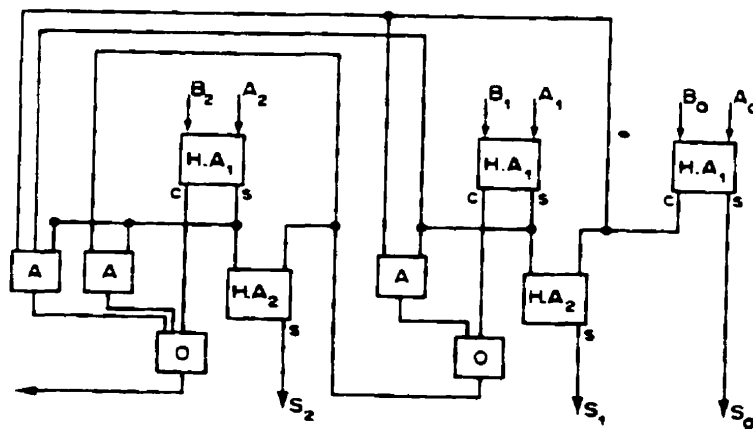 B₂ A₂ B₁ A₁ B₀ A₀
H.A₁ H.A₁ H.A₁
C S C S C S
A A H.A₂ A H.A₂
S S
O O
S₂ S₁ S₀